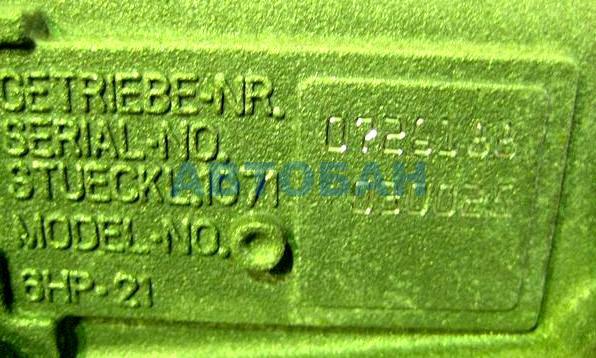 GETRIEBE-NR.
SERIAL-NO.
STUECKL.1071
MODEL-NO.
6HP-21
АВТОБАН